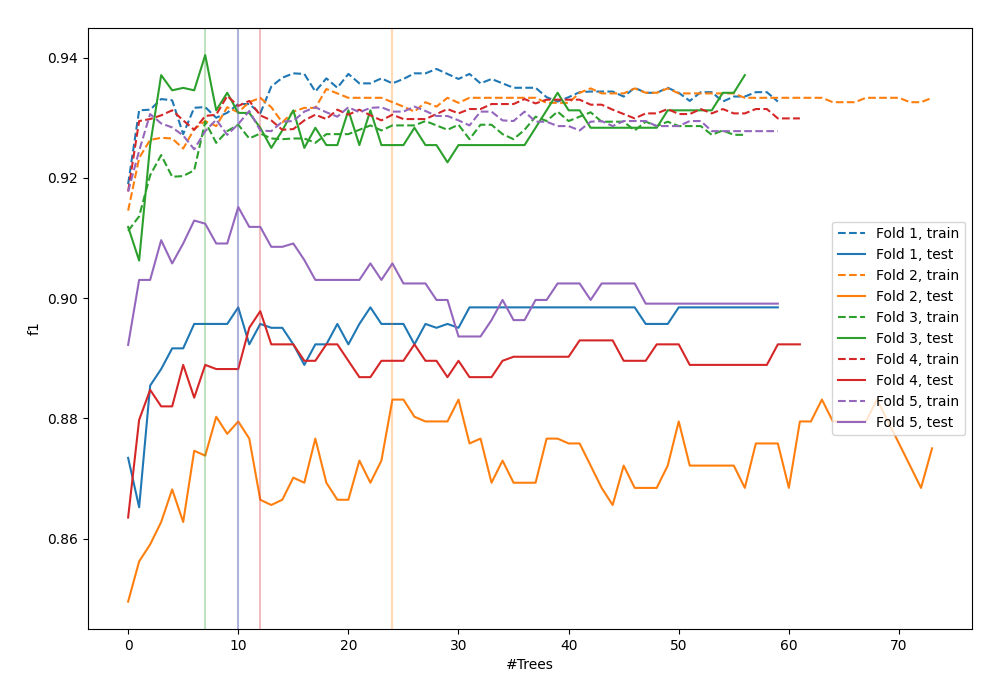 0.94
0.92
0.90
0.88
0.86
f1
0
10
20
30
40
50
60
70
#Trees
Fold 1, train
Fold 1, test
Fold 2, train
Fold 2, test
Fold 3, train
Fold 3, test
Fold 4, train
Fold 4, test
Fold 5, train
Fold 5, test